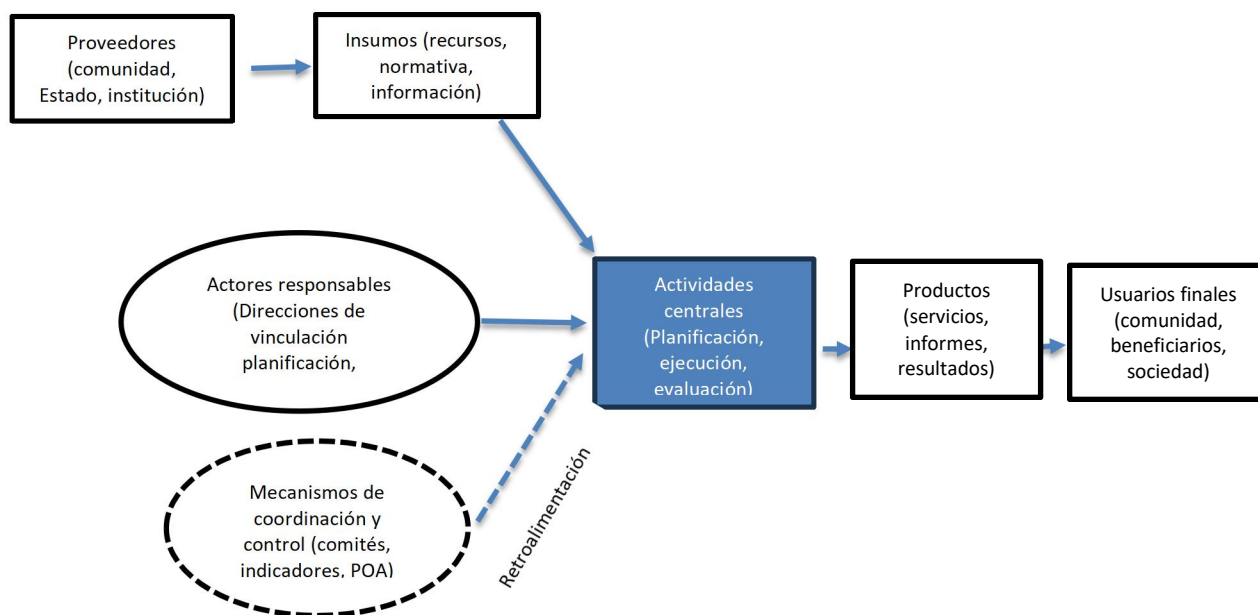 Proveedores
(comunidad,
Estado, institución)
Insumos (recursos,
normativa,
información)
Actores responsables
(Direcciones de
vinculación
planificación,
Actividades
centrales
(Planificación,
ejecución,
evaluación)
Productos
(servicios,
informes,
resultados)
Usuarios finales
(comunidad,
beneficiarios,
sociedad)
Mecanismos de
coordinación y
control (comités,
indicadores, POA)
Retroalimentación